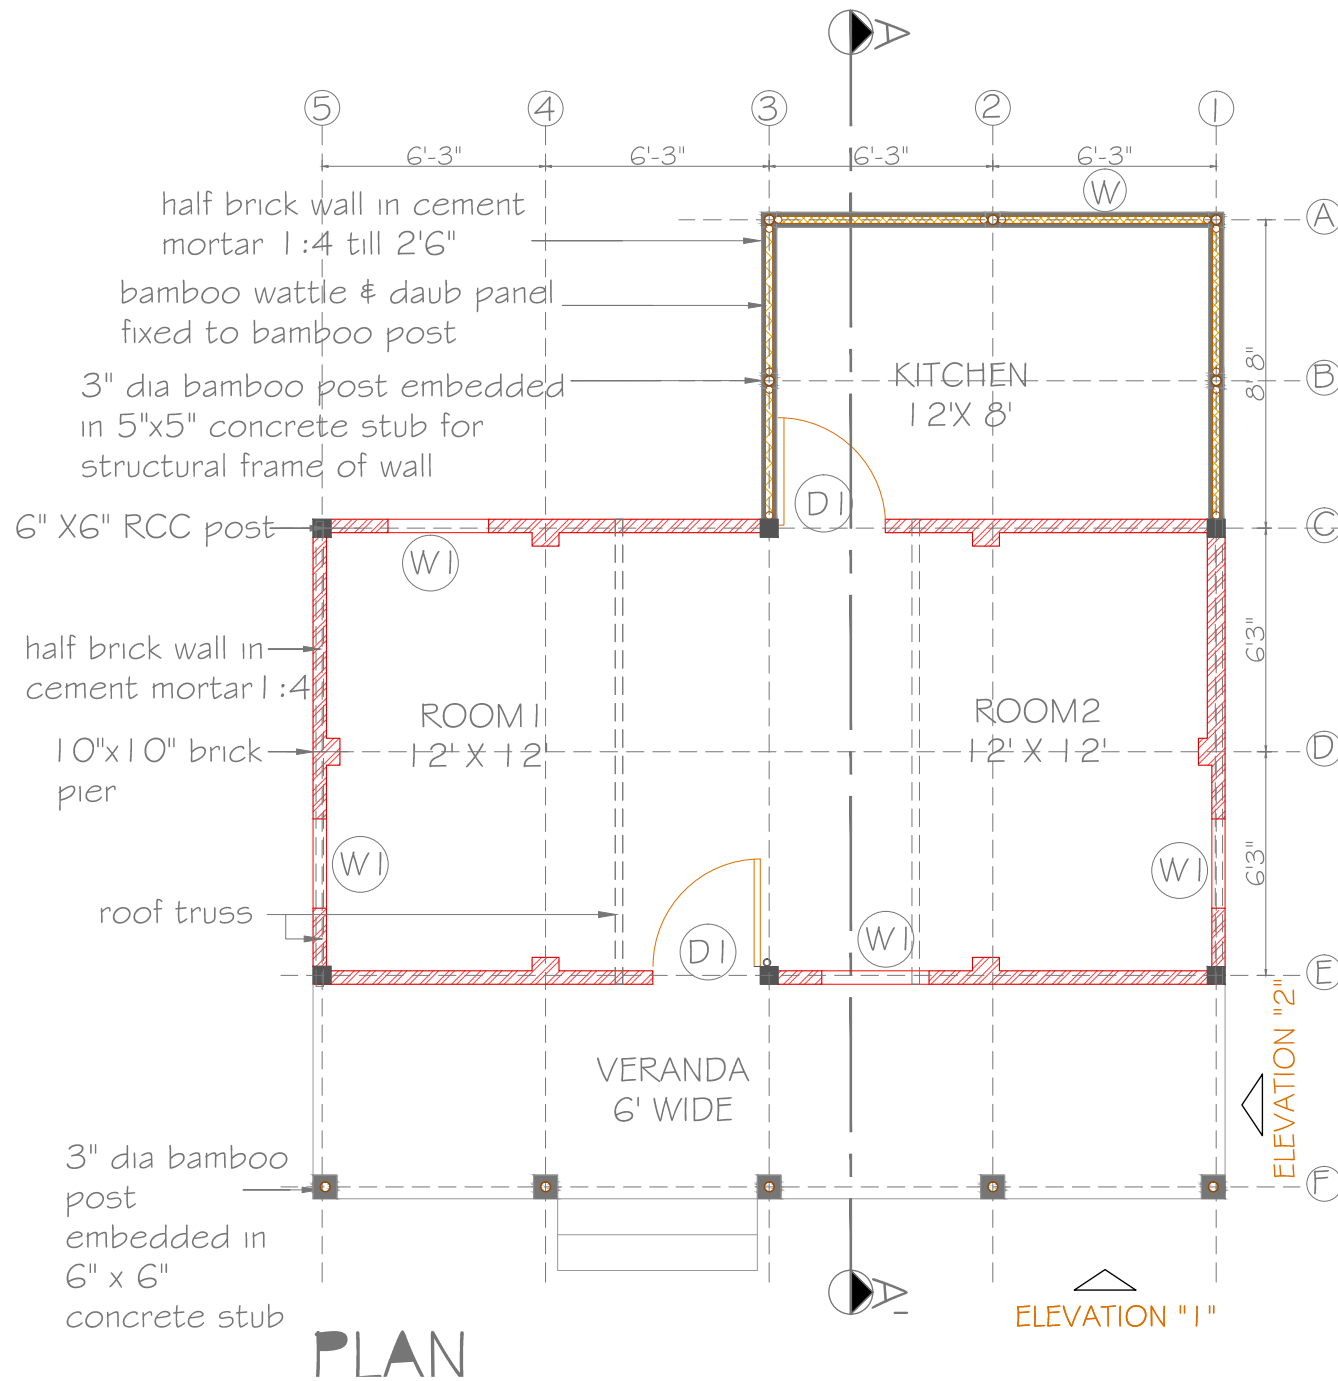 A
5
4
3
2
1
6'-3"
6'-3"
6'-3"
6'-3"
W
A
half brick wall in cement
mortar 1:4 till 2'6"
bamboo wattle & daub panel
fixed to bamboo post
3" dia bamboo post embedded
in 5"x5" concrete stub for
structural frame of wall
KITCHEN
12'X 8'
8'8"
B
D1
6" X6" RCC post
C
W1
half brick wall in
cement mortar1:4
6'3"
ROOM1
12' X 12'
ROOM2
12' X 12'
D
10"x10" brick
pier
W1
W1
6'3"
roof truss
D1
W1
E
ELEVATION "2"
VERANDA
6' WIDE
3" dia bamboo
post
embedded in
6" x 6"
concrete stub
F
A'
ELEVATION "1"
PLAN